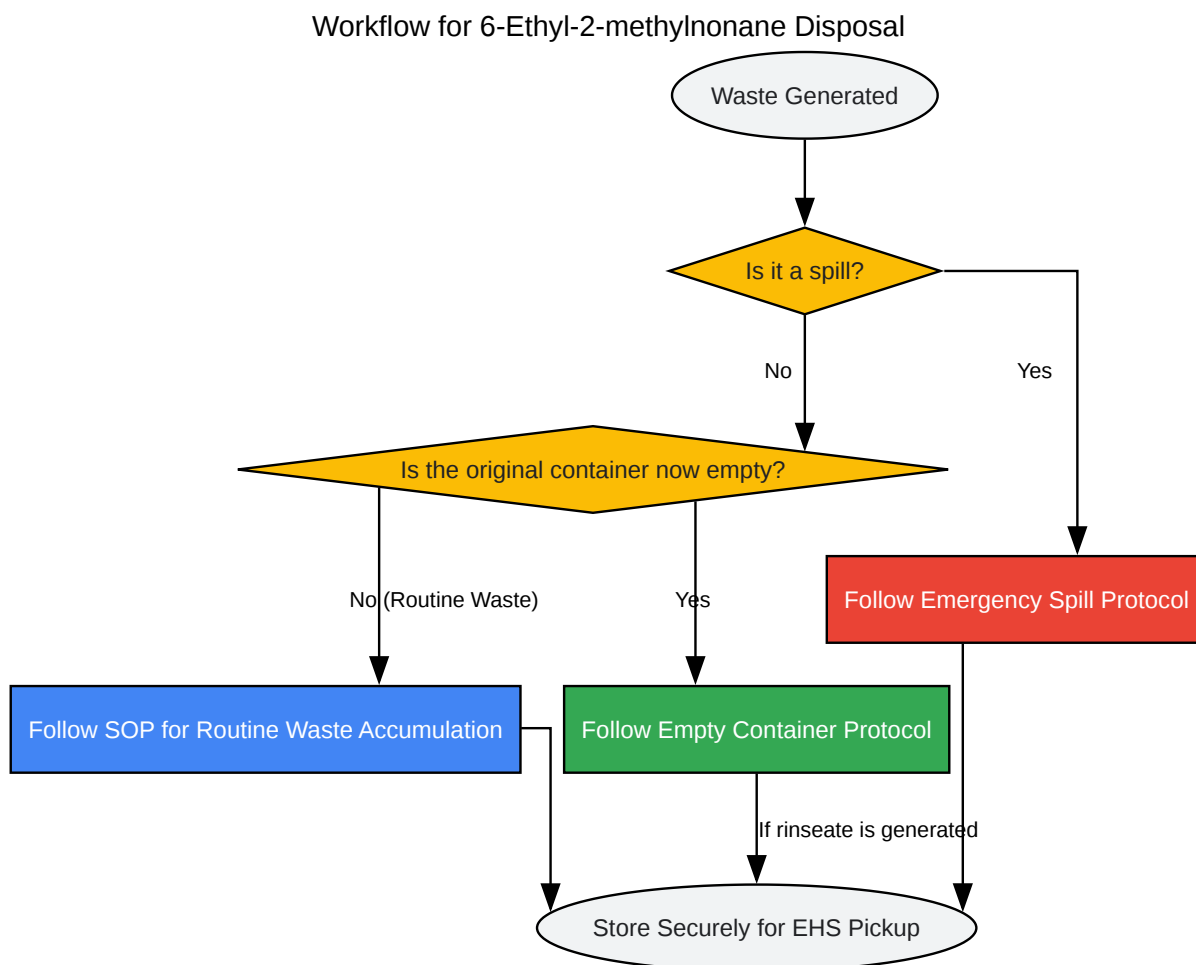 Workflow for 6-Ethyl-2-methylnonane Disposal
Waste Generated
Is it a spill?
No
Yes
Is the original container now empty?
No (Routine Waste)
Yes
Follow Emergency Spill Protocol
Follow SOP for Routine Waste Accumulation
Follow Empty Container Protocol
If rinseate is generated
Store Securely for EHS Pickup